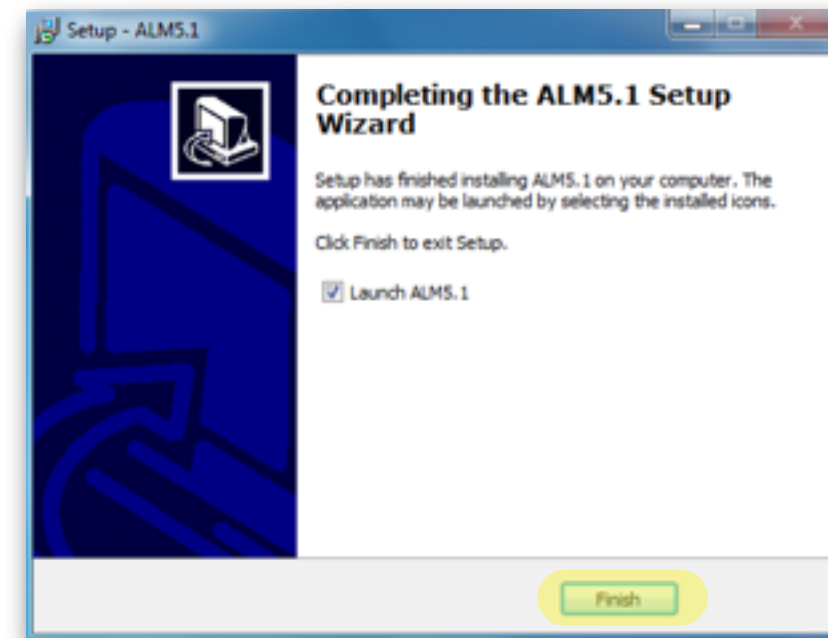 Setup - ALM5.1
Completing the ALM5.1 Setup
Wizard
Setup has finished installing ALM5.1 on your computer. The
application may be launched by selecting the installed icons.
Click Finish to exit Setup.
Launch ALM5.1
Finish